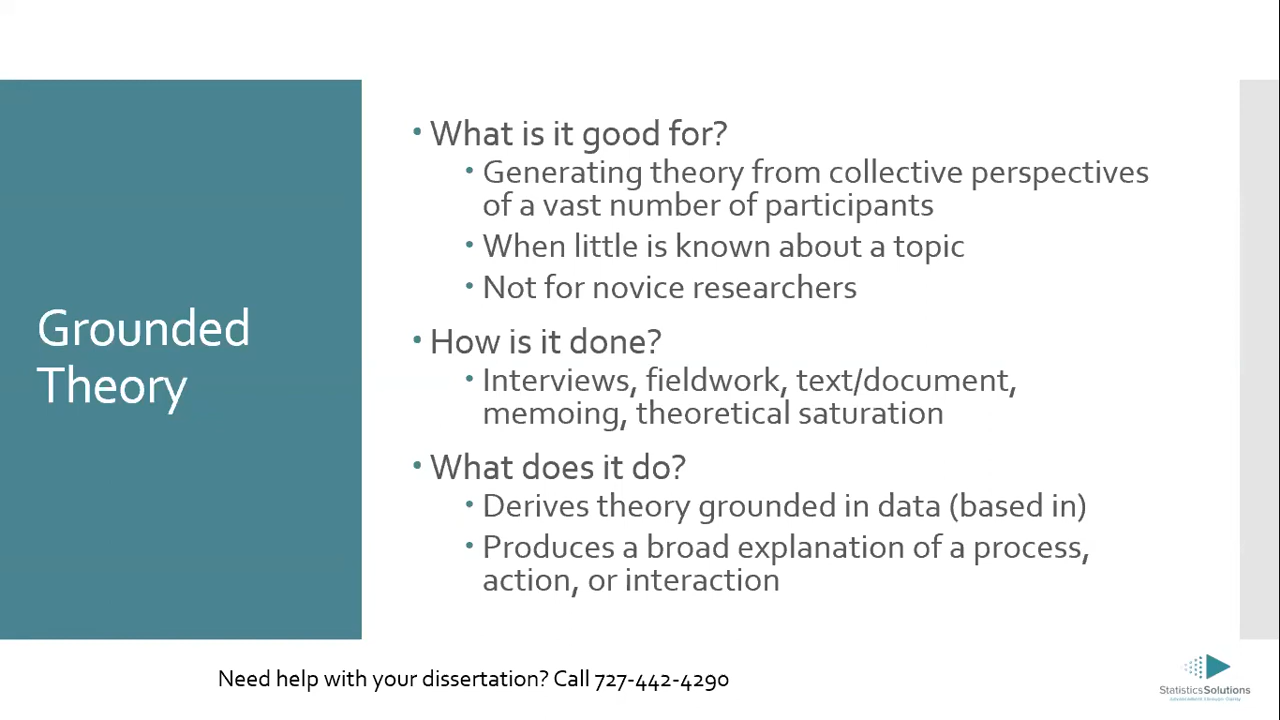 Grounded
Theory
• What is it good for?
• Generating theory from collective perspectives
of a vast number of participants
• When little is known about a topic
• Not for novice researchers
• How is it done?
• Interviews, fieldwork, text/document,
memoing, theoretical saturation
• What does it do?
• Derives theory grounded in data (based in)
• Produces a broad explanation of a process,
action, or interaction
Need help with your dissertation? Call 727-442-4290
StatisticsSolutions